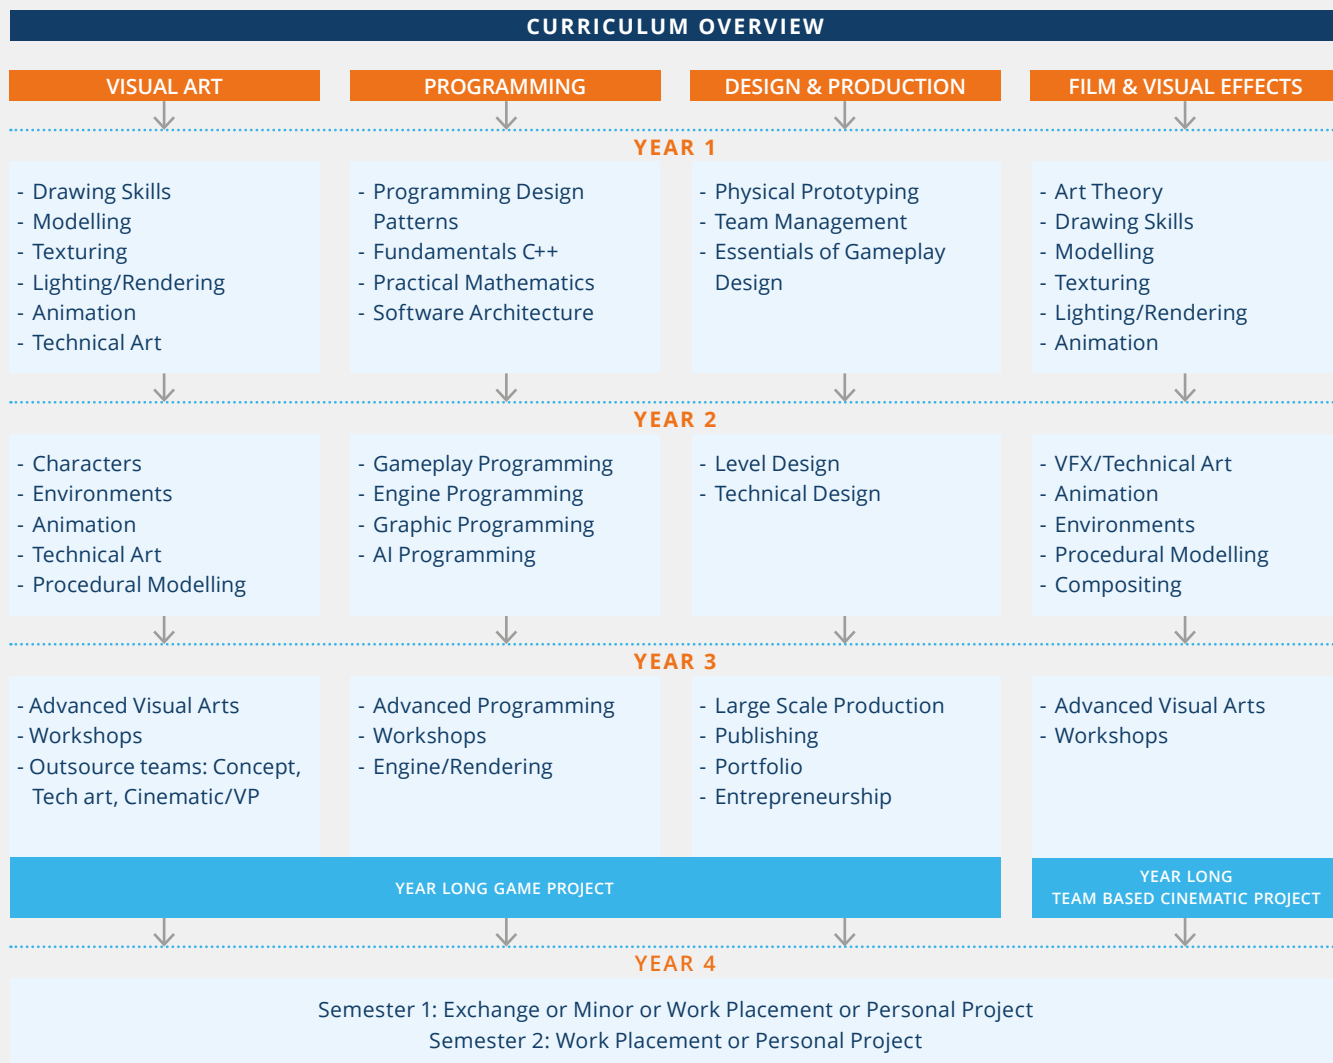 CURRICULUM OVERVIEW
VISUAL ART
PROGRAMMING
DESIGN & PRODUCTION
FILM & VISUAL EFFECTS
YEAR 1
- Drawing Skills
- Modelling
- Texturing
- Lighting/Rendering
- Animation
- Technical Art
- Programming Design
Patterns
- Fundamentals C++
- Practical Mathematics
- Software Architecture
- Physical Prototyping
- Team Management
- Essentials of Gameplay
Design
- Art Theory
- Drawing Skills
- Modelling
- Texturing
- Lighting/Rendering
- Animation
YEAR 2
- Characters
- Environments
- Animation
- Technical Art
- Procedural Modelling
- Gameplay Programming
- Engine Programming
- Graphic Programming
- AI Programming
- Level Design
- Technical Design
- VFX/Technical Art
- Animation
- Environments
- Procedural Modelling
- Compositing
YEAR 3
- Advanced Visual Arts
- Workshops
- Outsource teams: Concept,
Tech art, Cinematic/VP
- Advanced Programming
- Workshops
- Engine/Rendering
- Large Scale Production
- Publishing
- Portfolio
- Entrepreneurship
- Advanced Visual Arts
- Workshops
YEAR LONG GAME PROJECT
YEAR LONG
TEAM BASED CINEMATIC PROJECT
YEAR 4
Semester 1: Exchange or Minor or Work Placement or Personal Project
Semester 2: Work Placement or Personal Project